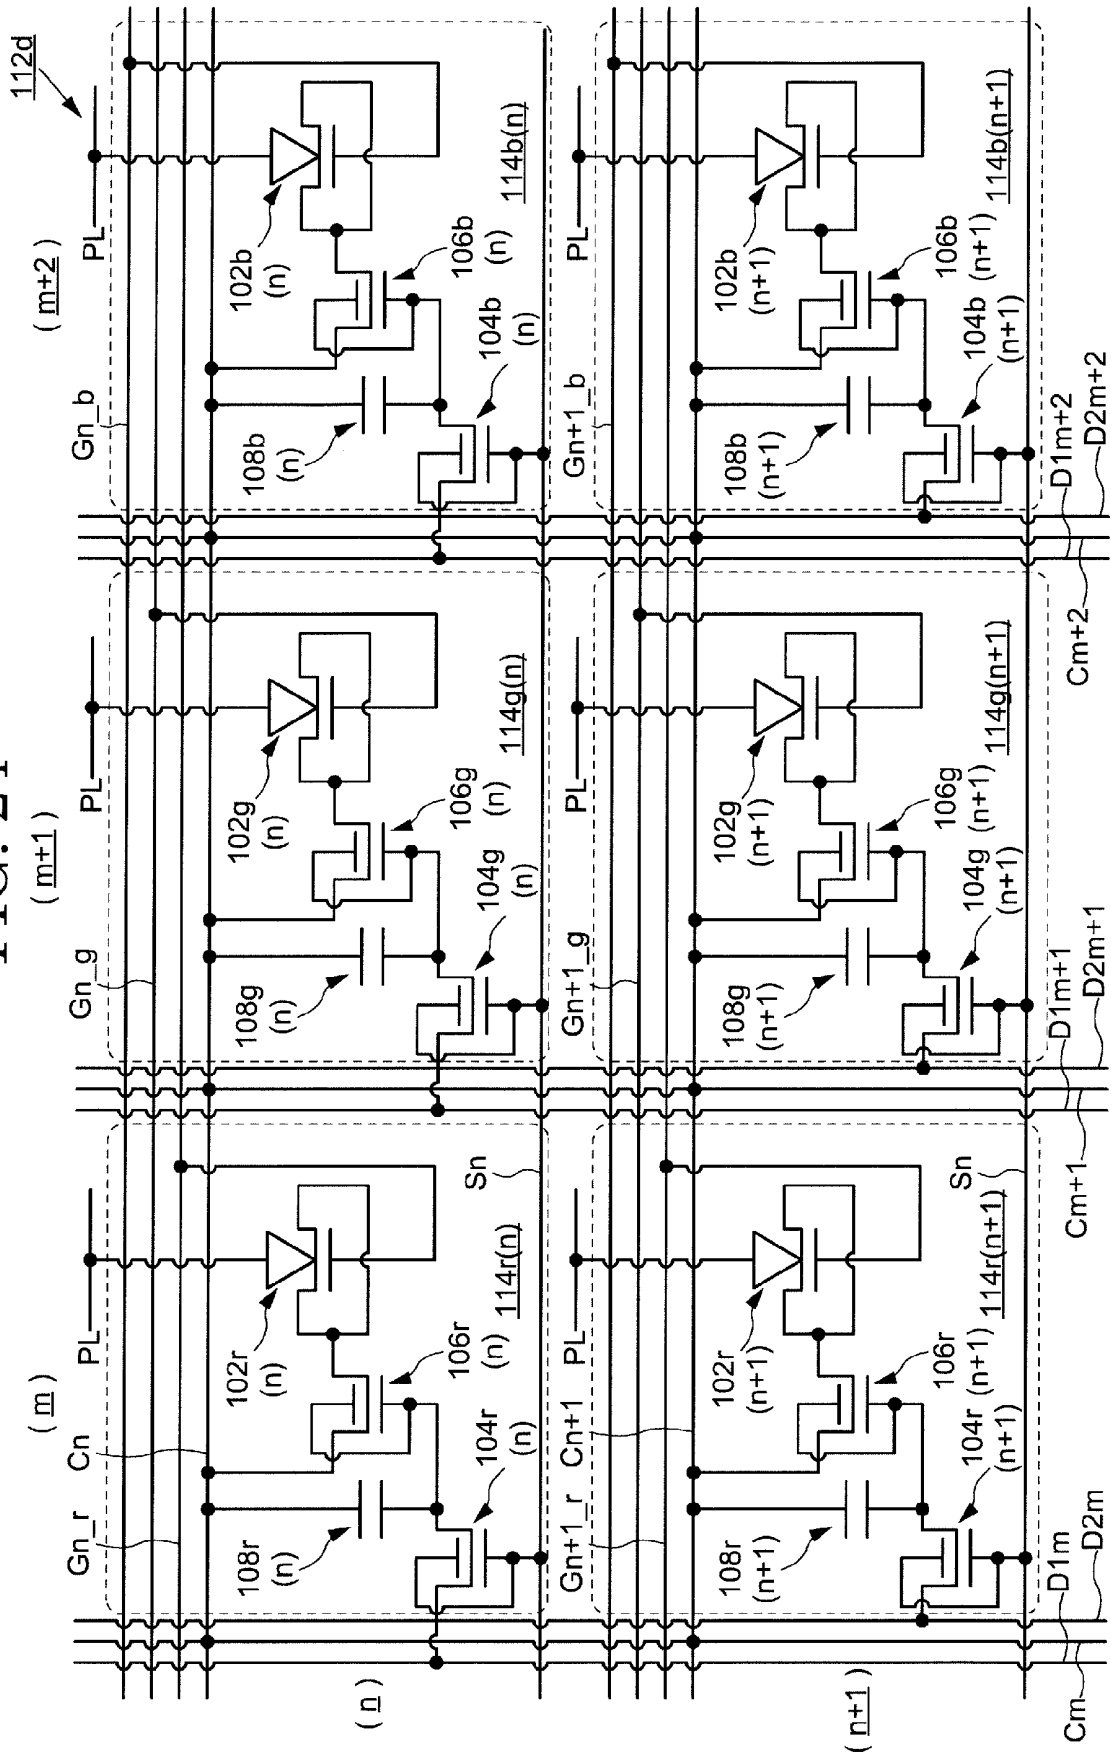 112d
(m)
(m+1)
(m+2)
Gn_r
Cn
PL
Gn_g
PL
Gn_b
PL
(n)
108r
(n)
102r
(n)
106r
(n)
104r
(n)
114r(n)
Sn
108g
(n)
102g
(n)
106g
(n)
104g
(n)
114g(n)
108b
(n)
102b
(n)
106b
(n)
104b
(n)
114b(n)
Gn+1_r
Cn+1
PL
Gn+1_g
PL
Gn+1_b
PL
(n+1)
108r
(n+1)
102r
(n+1)
106r
(n+1)
104r
(n+1)
114r(n+1)
Sn
108g
(n+1)
102g
(n+1)
106g
(n+1)
104g
(n+1)
114g(n+1)
108b
(n+1)
102b
(n+1)
106b
(n+1)
104b
(n+1)
114b(n+1)
Cm
D1m
D2m
Cm+1
D1m+1
D2m+1
Cm+2
D1m+2
D2m+2